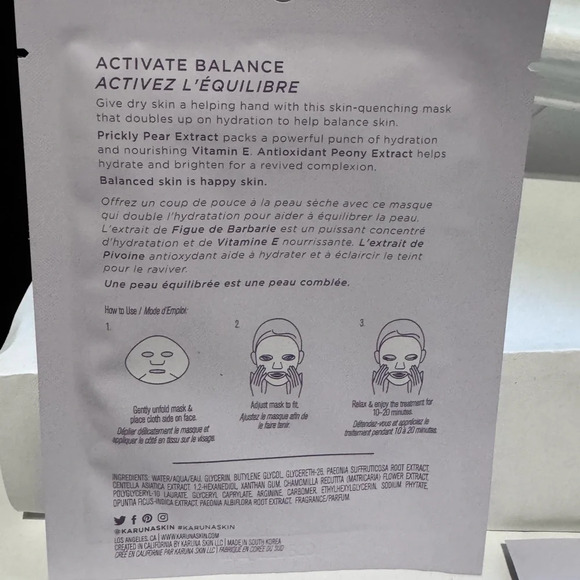 ACTIVATE BALANCE
ACTIVEZ L'ÉQUILIBRE
Give dry skin a helping hand with this skin-quenching mask
that doubles up on hydration to help balance skin.
Prickly Pear Extract packs a powerful punch of hydration
and nourishing Vitamin E. Antioxidant Peony Extract helps
hydrate and brighten for a revived complexion.
Balanced skin is happy skin.
Offrez un coup de pouce à la peau sèche avec ce masque
qui double l'hydratation pour aider à équilibrer la peau.
L'extrait de Figue de Barbarie est un puissant concentré
d'hydratation et de Vitamine E nourrissante. L'extrait de
Pivoine antioxydant aide à hydrater et à éclaircir le teint
pour le raviver.
Une peau équilibrée est une peau comblée.
How to Use / Mode d'Emploi:
1. 2. 3.
Gently unfold mask &
place cloth side on face.
Déplier délicatement le masque et
appliquer le côté en tissu sur le visage.
Adjust mask to fit.
Ajustez le masque afin de
le faire tenir.
Relax & enjoy the treatment for
10-20 minutes.
Détendez-vous et appréciez le
traitement pendant 10 à 20 minutes.
INGREDIENTS: WATER/AQUA/EAU, GLYCERIN, BUTYLENE GLYCOL, GLYCERETH-26, PAEONIA SUFFRUTICOSA ROOT EXTRACT,
CENTELLA ASIATICA EXTRACT, 1,2-HEXANEDIOL, XANTHAN GUM, CHAMOMILLA RECUTITA (MATRICARIA) FLOWER EXTRACT,
POLYGLYCERYL-10 LAURATE, GLYCERYL CAPRYLATE, ARGININE, CARBOMER, ETHYLHEXYLGLYCERIN, SODIUM PHYTATE,
OPUNTIA FICUS-INDICA EXTRACT, PAEONIA ALBIFLORA ROOT EXTRACT, FRAGRANCE/PARFUM.
@KARUNASKIN #KARUNASKIN
LOS ANGELES, CA | WWW.KARUNASKIN.COM
CREATED IN CALIFORNIA BY KARUNA SKIN LLC | MADE IN SOUTH KOREA
CRÉÉ EN CALIFORNIE PAR KARUNA SKIN LLC | FABRIQUÉ EN CORÉE DU SUD